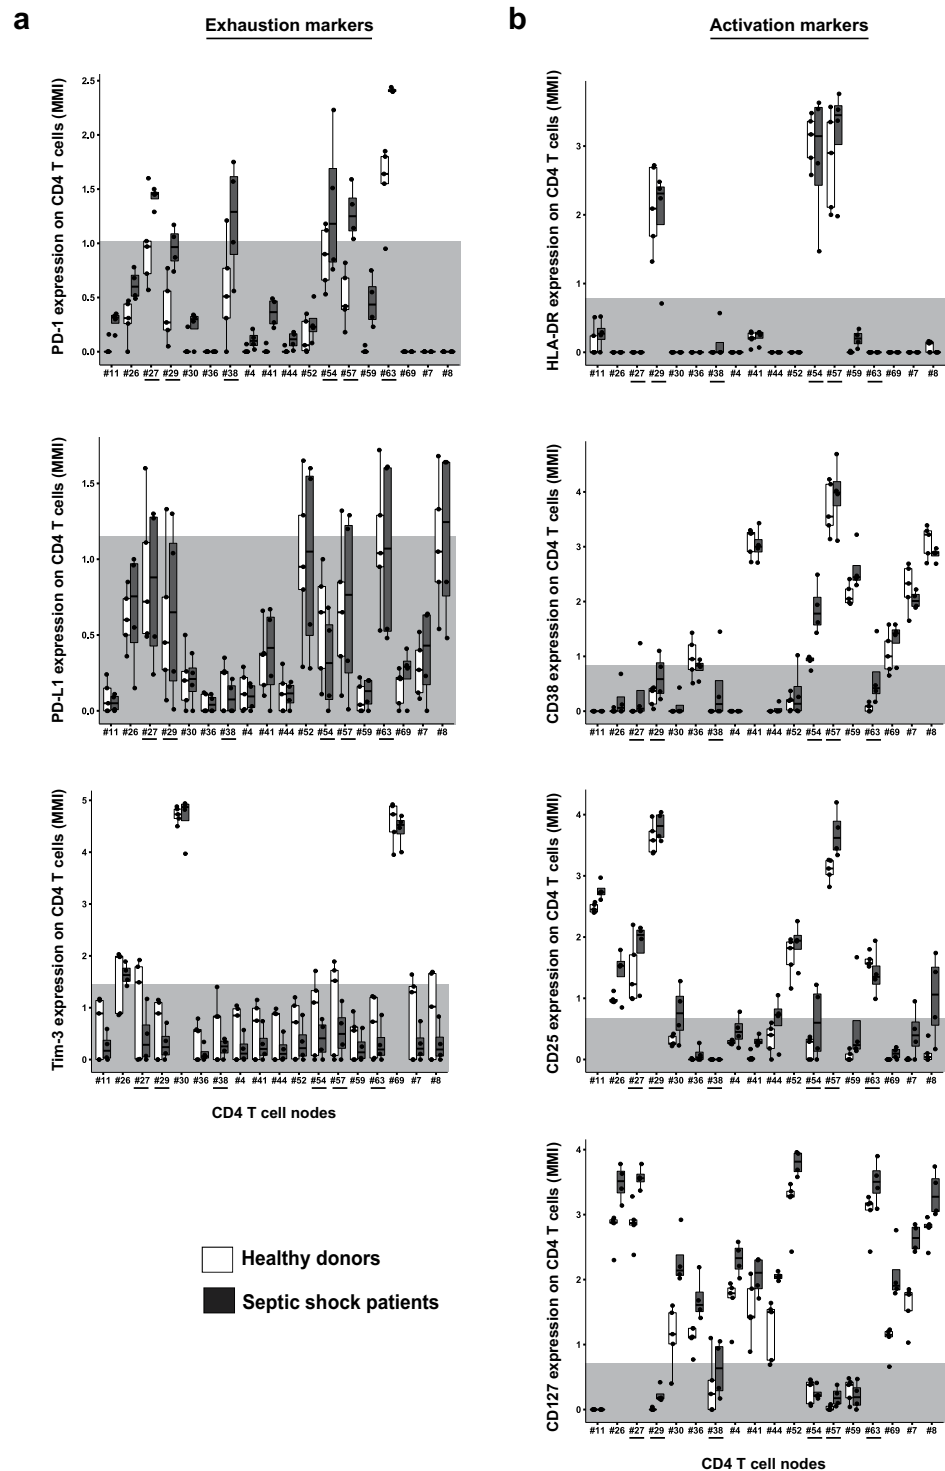 a
Exhaustion markers
PD-1 expression on CD4 T cells (MMI)
2.5
2.0
1.5
1.0
0.5
0.0
#11 #26 #27 #29 #30 #36 #38 #4 #41 #44 #52 #54 #57 #59 #63 #69 #7 #8
PD-L1 expression on CD4 T cells (MMI)
1.5
1.0
0.5
0.0
#11 #26 #27 #29 #30 #36 #38 #4 #41 #44 #52 #54 #57 #59 #63 #69 #7 #8
Tim-3 expression on CD4 T cells (MMI)
5
4
3
2
1
0
#11 #26 #27 #29 #30 #36 #38 #4 #41 #44 #52 #54 #57 #59 #63 #69 #7 #8
CD4 T cell nodes
Healthy donors
Septic shock patients
b
Activation markers
HLA-DR expression on CD4 T cells (MMI)
3
2
1
0
#11 #26 #27 #29 #30 #36 #38 #4 #41 #44 #52 #54 #57 #59 #63 #69 #7 #8
CD38 expression on CD4 T cells (MMI)
4
3
2
1
0
#11 #26 #27 #29 #30 #36 #38 #4 #41 #44 #52 #54 #57 #59 #63 #69 #7 #8
CD25 expression on CD4 T cells (MMI)
4
3
2
1
0
#11 #26 #27 #29 #30 #36 #38 #4 #41 #44 #52 #54 #57 #59 #63 #69 #7 #8
CD127 expression on CD4 T cells (MMI)
4
3
2
1
0
#11 #26 #27 #29 #30 #36 #38 #4 #41 #44 #52 #54 #57 #59 #63 #69 #7 #8
CD4 T cell nodes